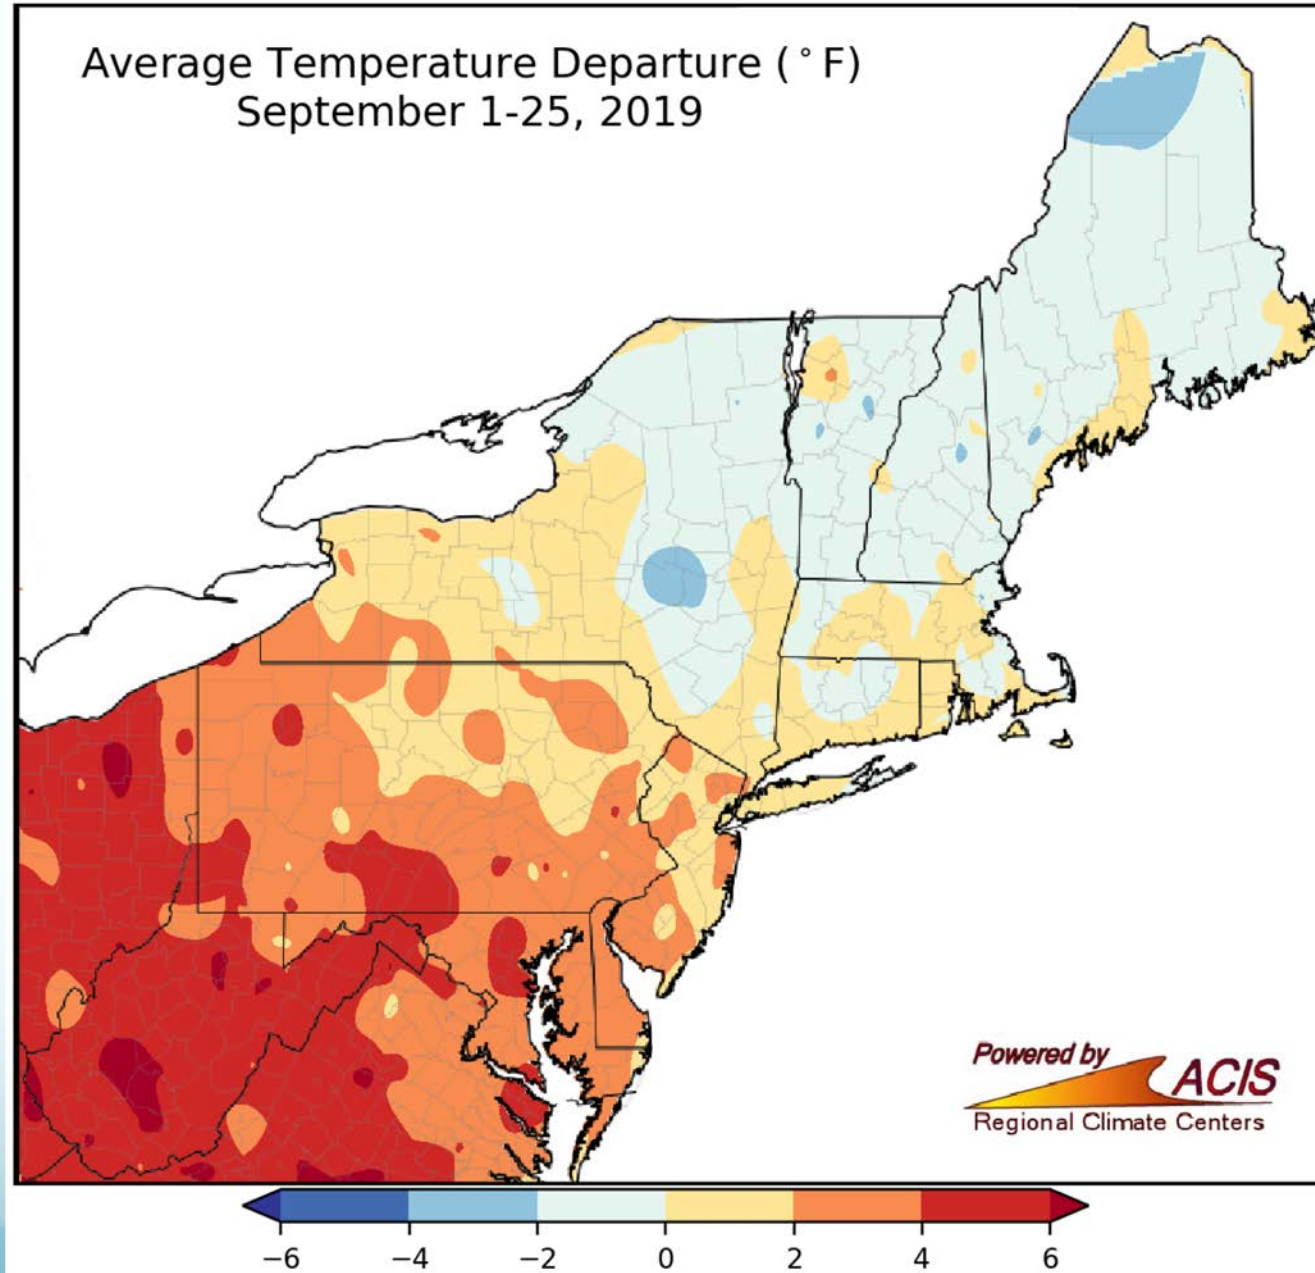 Average Temperature Departure (°F)
September 1-25, 2019
Powered by
ACIS
Regional Climate Centers
−6 −4 −2 0 2 4 6